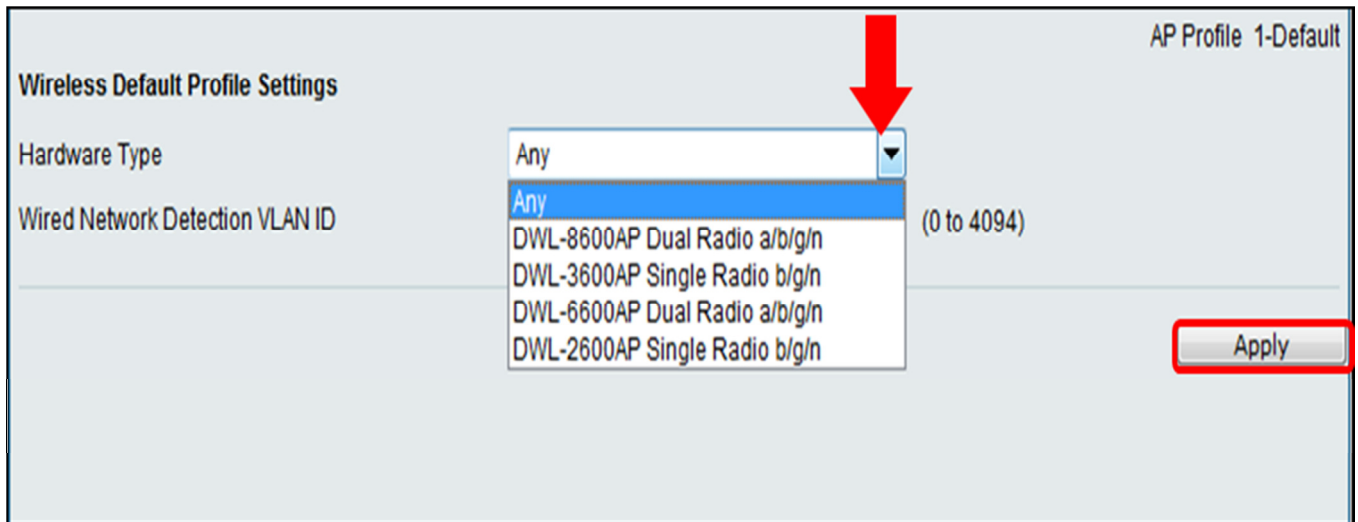 AP Profile 1-Default
Wireless Default Profile Settings
Hardware Type
Any
Any
DWL-8600AP Dual Radio a/b/g/n
DWL-3600AP Single Radio b/g/n
DWL-6600AP Dual Radio a/b/g/n
DWL-2600AP Single Radio b/g/n
Wired Network Detection VLAN ID
(0 to 4094)
Apply